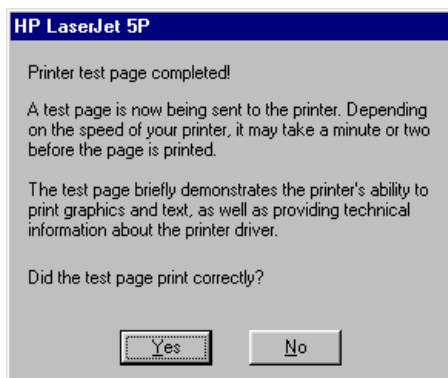 HP LaserJet 5P
Printer test page completed!
A test page is now being sent to the printer. Depending
on the speed of your printer, it may take a minute or two
before the page is printed.
The test page briefly demonstrates the printer's ability to
print graphics and text, as well as providing technical
information about the printer driver.
Did the test page print correctly?
Yes No